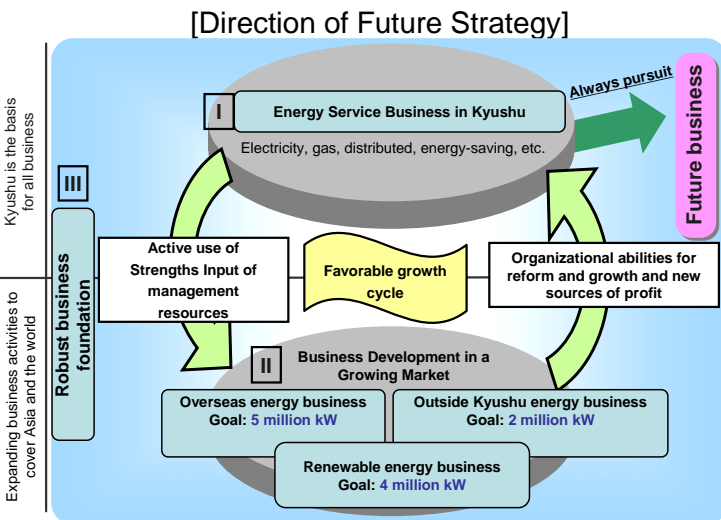 [Direction of Future Strategy]
Kyushu is the basis
for all business
Expanding business activities to
cover Asia and the world
III
Robust business
foundation
I
Energy Service Business in Kyushu
Electricity, gas, distributed, energy-saving, etc.
Always pursuit
Future business
Active use of
Strengths Input of
management
resources
Favorable growth
cycle
Organizational abilities for
reform and growth and new
sources of profit
II
Business Development in a
Growing Market
Overseas energy business
Goal: 5 million kW
Outside Kyushu energy business
Goal: 2 million kW
Renewable energy business
Goal: 4 million kW